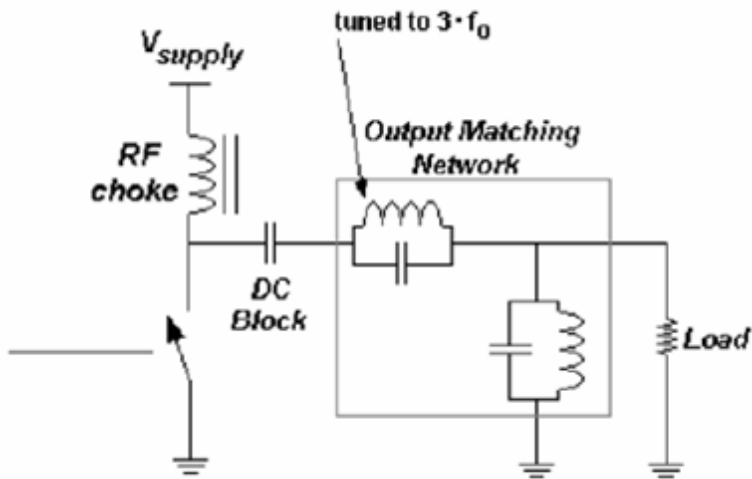 tuned to 3·f₀
Vsupply
Output Matching
Network
RF
choke
DC
Block
Load